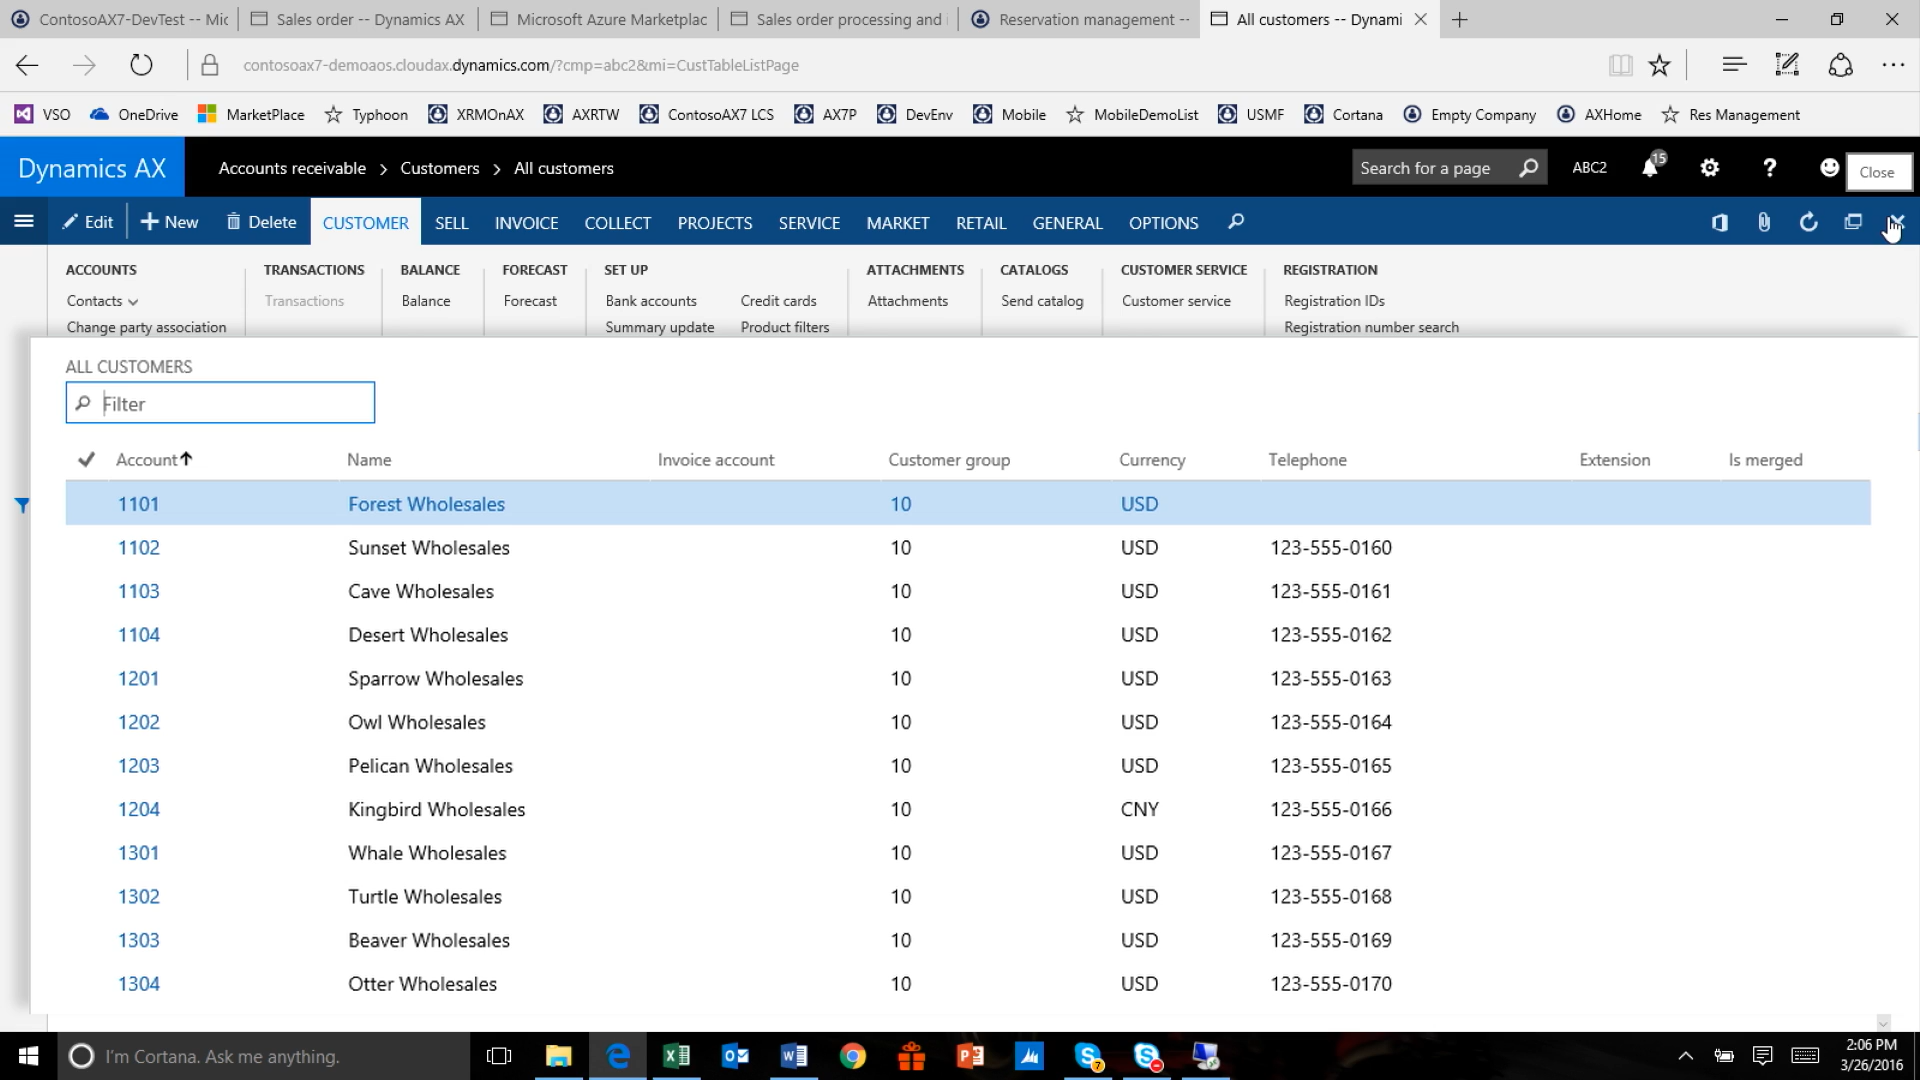 ContosoAX7-DevTest -- Mic
Sales order -- Dynamics AX
Microsoft Azure Marketplac
Sales order processing and i
Reservation management --
All customers -- Dynami
contosoax7-demoaos.cloudax.dynamics.com/?cmp=abc2&mi=CustTableListPage
VSO OneDrive MarketPlace Typhoon XRMOnAX AXRTW ContosoAX7 LCS AX7P DevEnv Mobile MobileDemoList USMF Cortana Empty Company AXHome Res Management
Dynamics AX Accounts receivable > Customers > All customers Search for a page ABC2 15 ? Close
Edit + New Delete CUSTOMER SELL INVOICE COLLECT PROJECTS SERVICE MARKET RETAIL GENERAL OPTIONS
ACCOUNTS TRANSACTIONS BALANCE FORECAST SET UP ATTACHMENTS CATALOGS CUSTOMER SERVICE REGISTRATION
Contacts Transactions Balance Forecast Bank accounts Credit cards Attachments Send catalog Customer service Registration IDs
Change party association Summary update Product filters Registration number search
ALL CUSTOMERS
Filter
Account Name Invoice account Customer group Currency Telephone Extension Is merged
1101 Forest Wholesales 10 USD
1102 Sunset Wholesales 10 USD 123-555-0160
1103 Cave Wholesales 10 USD 123-555-0161
1104 Desert Wholesales 10 USD 123-555-0162
1201 Sparrow Wholesales 10 USD 123-555-0163
1202 Owl Wholesales 10 USD 123-555-0164
1203 Pelican Wholesales 10 USD 123-555-0165
1204 Kingbird Wholesales 10 CNY 123-555-0166
1301 Whale Wholesales 10 USD 123-555-0167
1302 Turtle Wholesales 10 USD 123-555-0168
1303 Beaver Wholesales 10 USD 123-555-0169
1304 Otter Wholesales 10 USD 123-555-0170
I'm Cortana. Ask me anything.
7
2:06 PM
3/26/2016